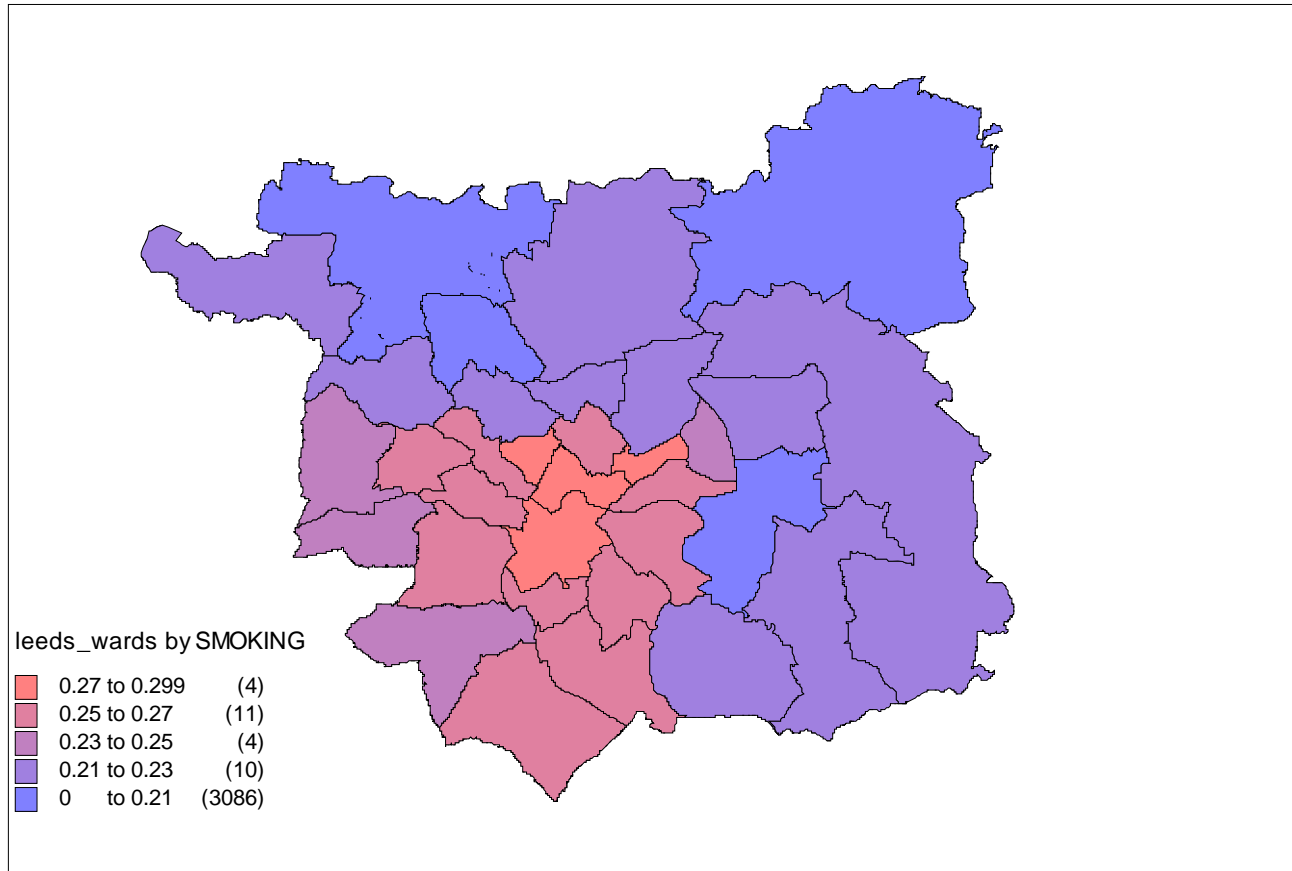 leeds_wards by SMOKING
0.27 to 0.299 (4)
0.25 to 0.27 (11)
0.23 to 0.25 (4)
0.21 to 0.23 (10)
0 to 0.21 (3086)